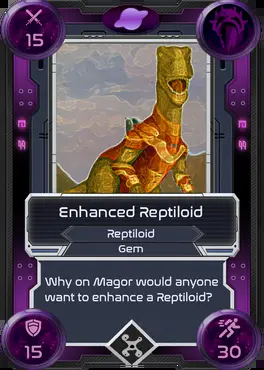 15
Enhanced Reptiloid
Reptiloid
Gem
Why on Magor would anyone
want to enhance a Reptiloid?
15
30